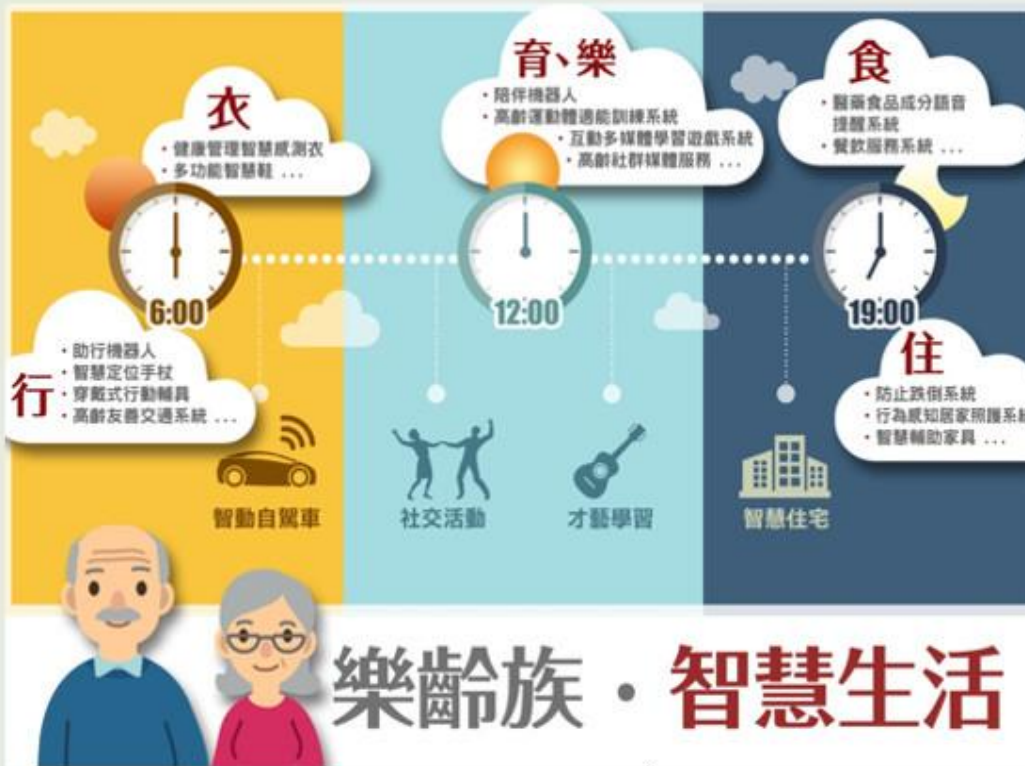 衣
・健康管理智慧感測衣
・多功能智慧鞋 …
育、樂
・陪伴機器人
・高齡運動體適能訓練系統
・互動多媒體學習遊戲系統
・高齡社群媒體服務 …
食
・醫藥食品成分語音
提醒系統
・餐飲服務系統 …
6:00
12:00
19:00
行
・助行機器人
・智慧定位手杖
・穿戴式行動輔具
・高齡友善交通系統 …
住
・防止跌倒系統
・行為感知居家照護系統
・智慧輔助家具 …
智動自駕車
社交活動
才藝學習
智慧住宅
樂齡族・智慧生活